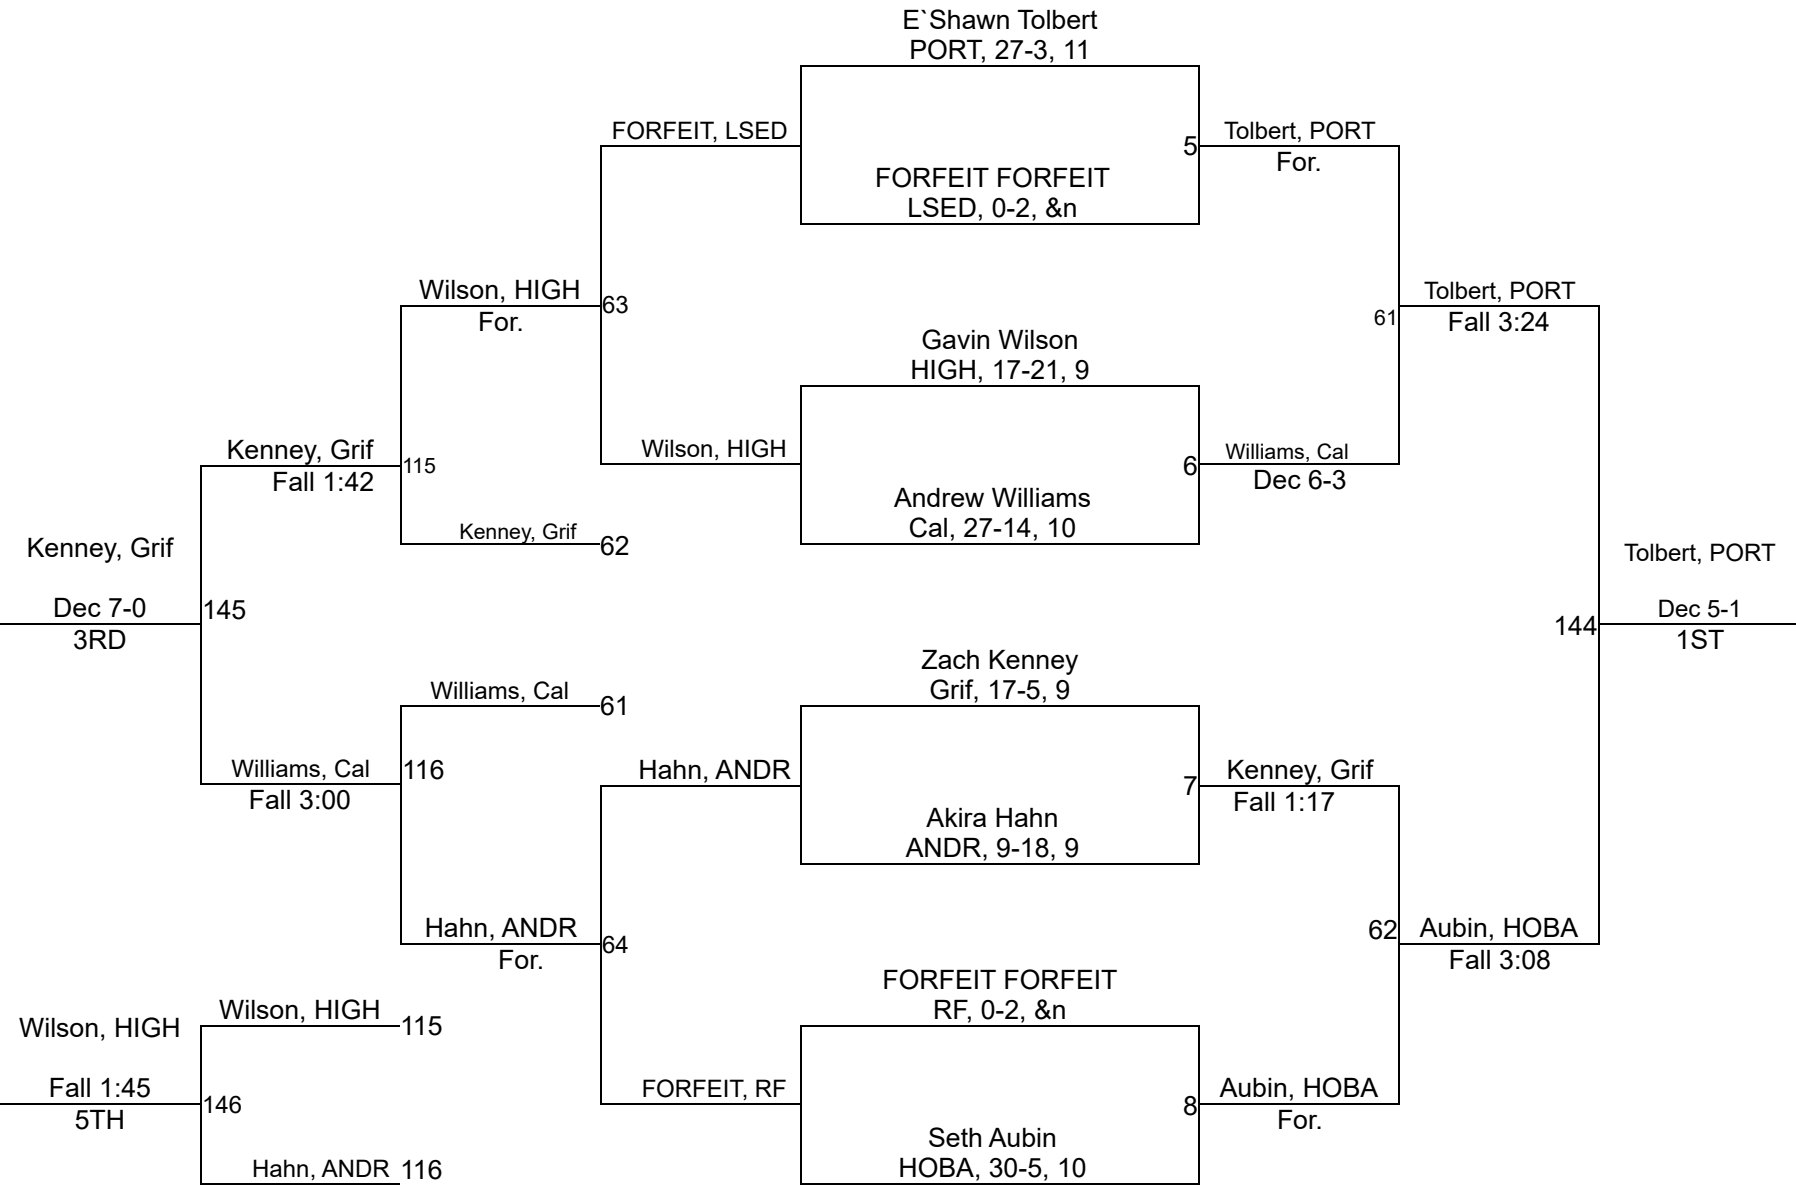 E`Shawn Tolbert
PORT, 27-3, 11
FORFEIT, LSED
5
Tolbert, PORT
For.
FORFEIT FORFEIT
LSED, 0-2, &n
Wilson, HIGH
For.
63
61
Tolbert, PORT
Fall 3:24
Gavin Wilson
HIGH, 17-21, 9
Kenney, Grif
Fall 1:42
115
Wilson, HIGH
6
Williams, Cal
Dec 6-3
Andrew Williams
Cal, 27-14, 10
Kenney, Grif
62
Kenney, Grif
Dec 7-0
3RD
145
Tolbert, PORT
144
Dec 5-1
1ST
Zach Kenney
Grif, 17-5, 9
Williams, Cal
61
Williams, Cal
Fall 3:00
116
Hahn, ANDR
7
Kenney, Grif
Fall 1:17
Akira Hahn
ANDR, 9-18, 9
Hahn, ANDR
For.
64
62
Aubin, HOBA
Fall 3:08
FORFEIT FORFEIT
RF, 0-2, &n
Wilson, HIGH
Wilson, HIGH
115
Fall 1:45
5TH
146
FORFEIT, RF
8
Aubin, HOBA
For.
Seth Aubin
HOBA, 30-5, 10
Hahn, ANDR
116